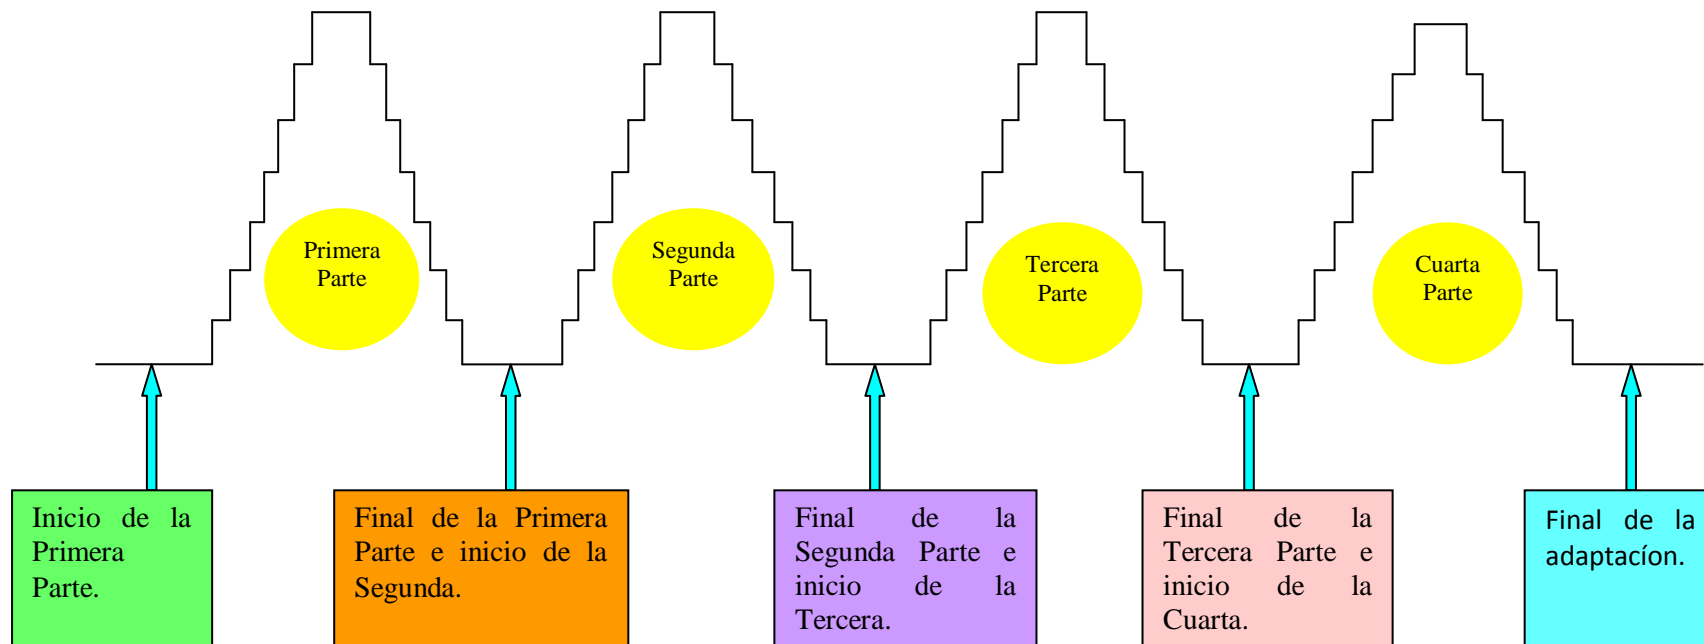 Primera
Parte
Segunda
Parte
Tercera
Parte
Cuarta
Parte
Inicio de la
Primera
Parte.
Final de la Primera
Parte e inicio de la
Segunda.
Final de la
Segunda Parte e
inicio de la
Tercera.
Final de la
Tercera Parte e
inicio de la
Cuarta.
Final de la
adaptacíon.